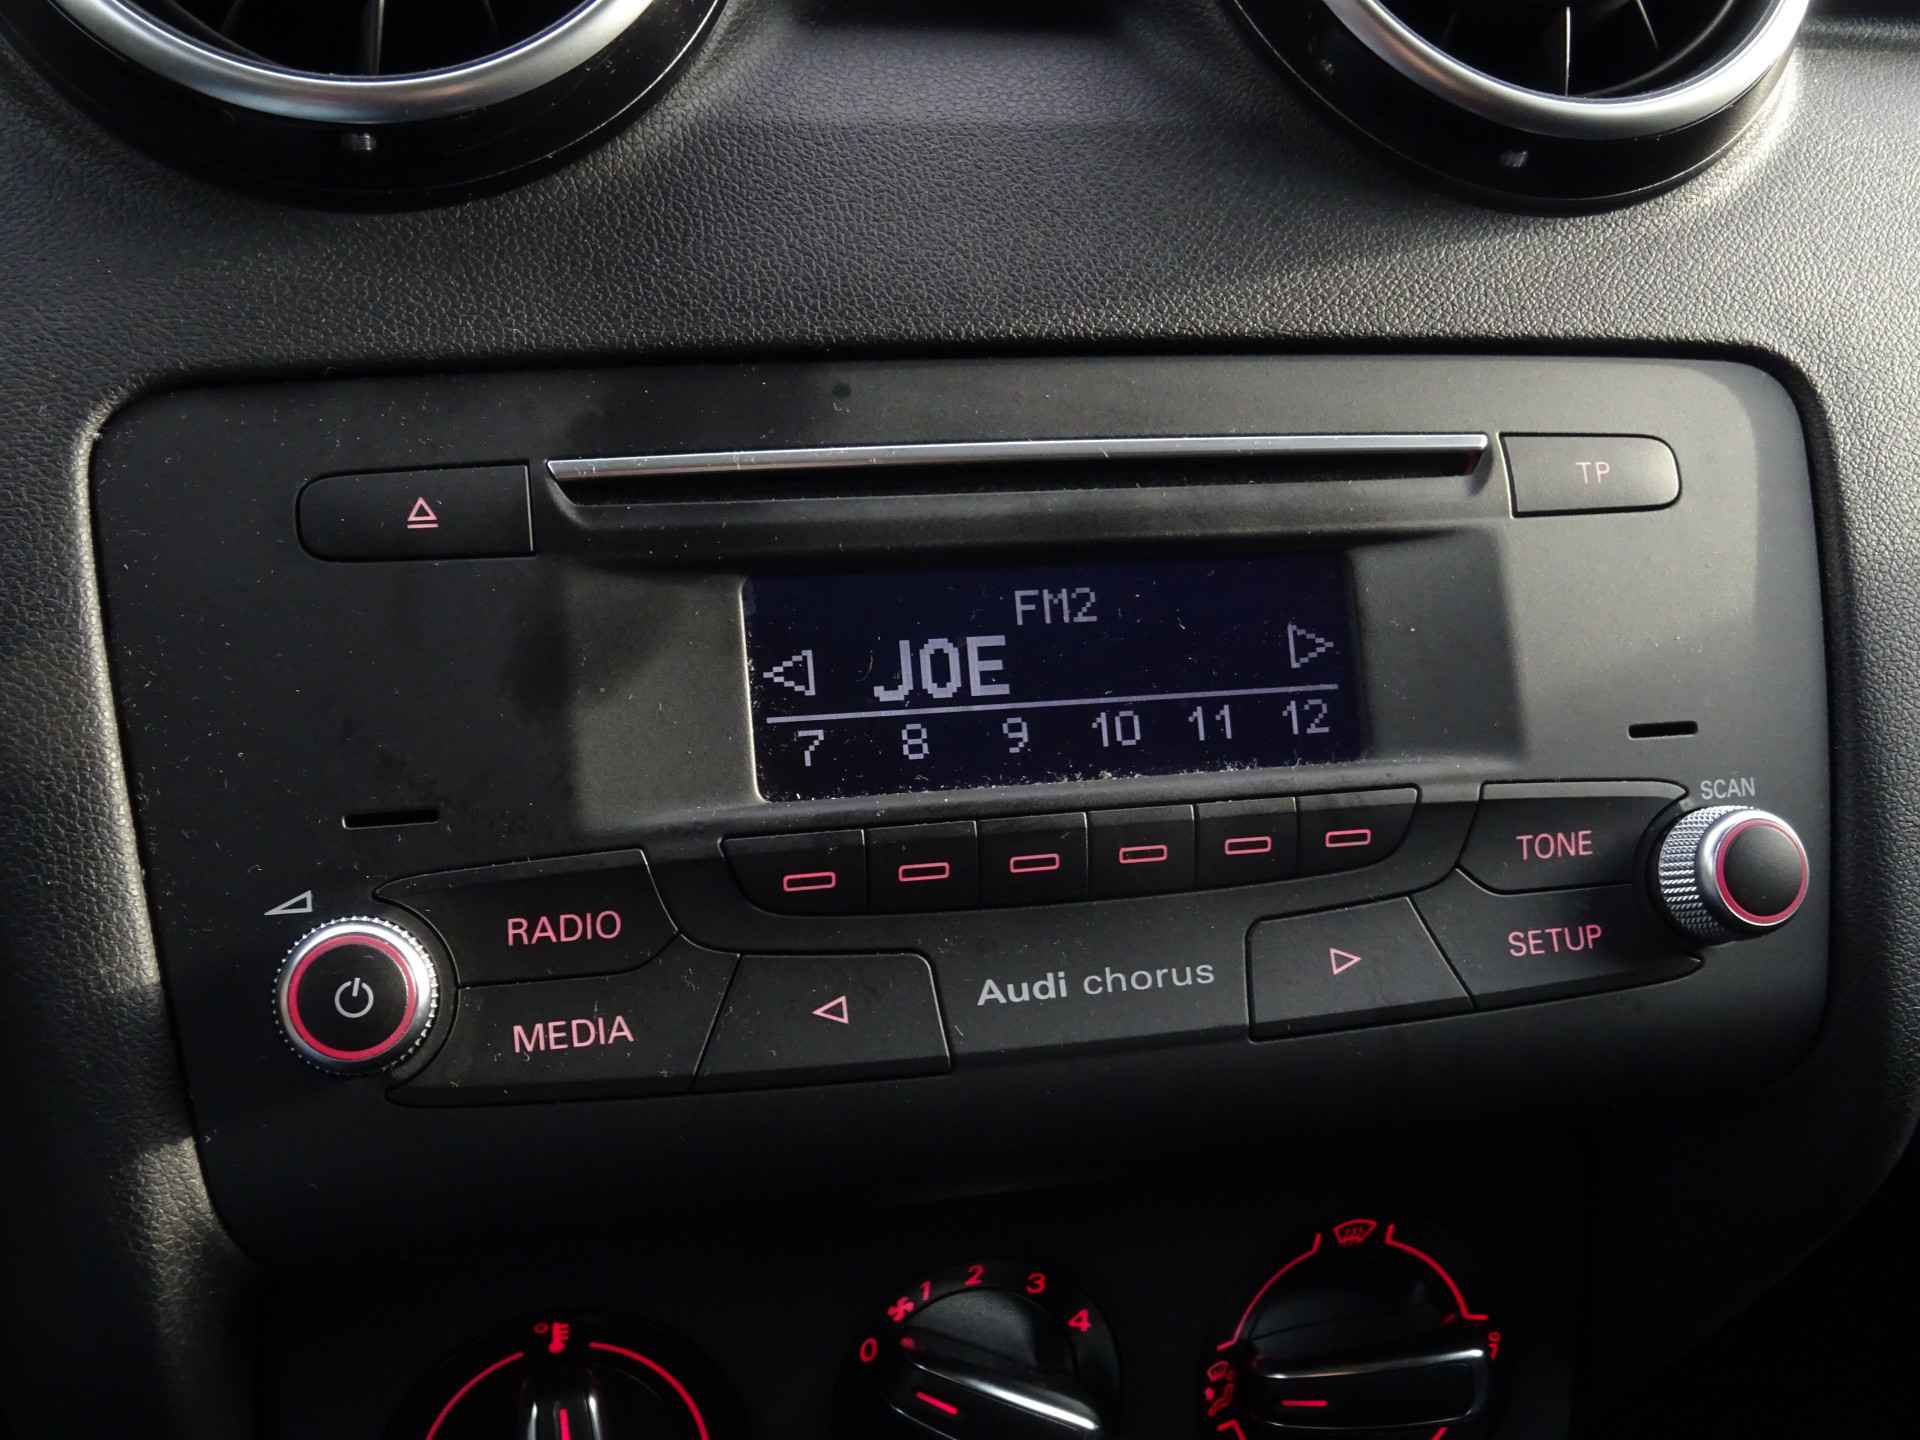 TP
FM2
JOE
7 8 9 10 11 12
SCAN
TONE
RADIO
SETUP
Audi chorus
MEDIA
0 1 2 3 4